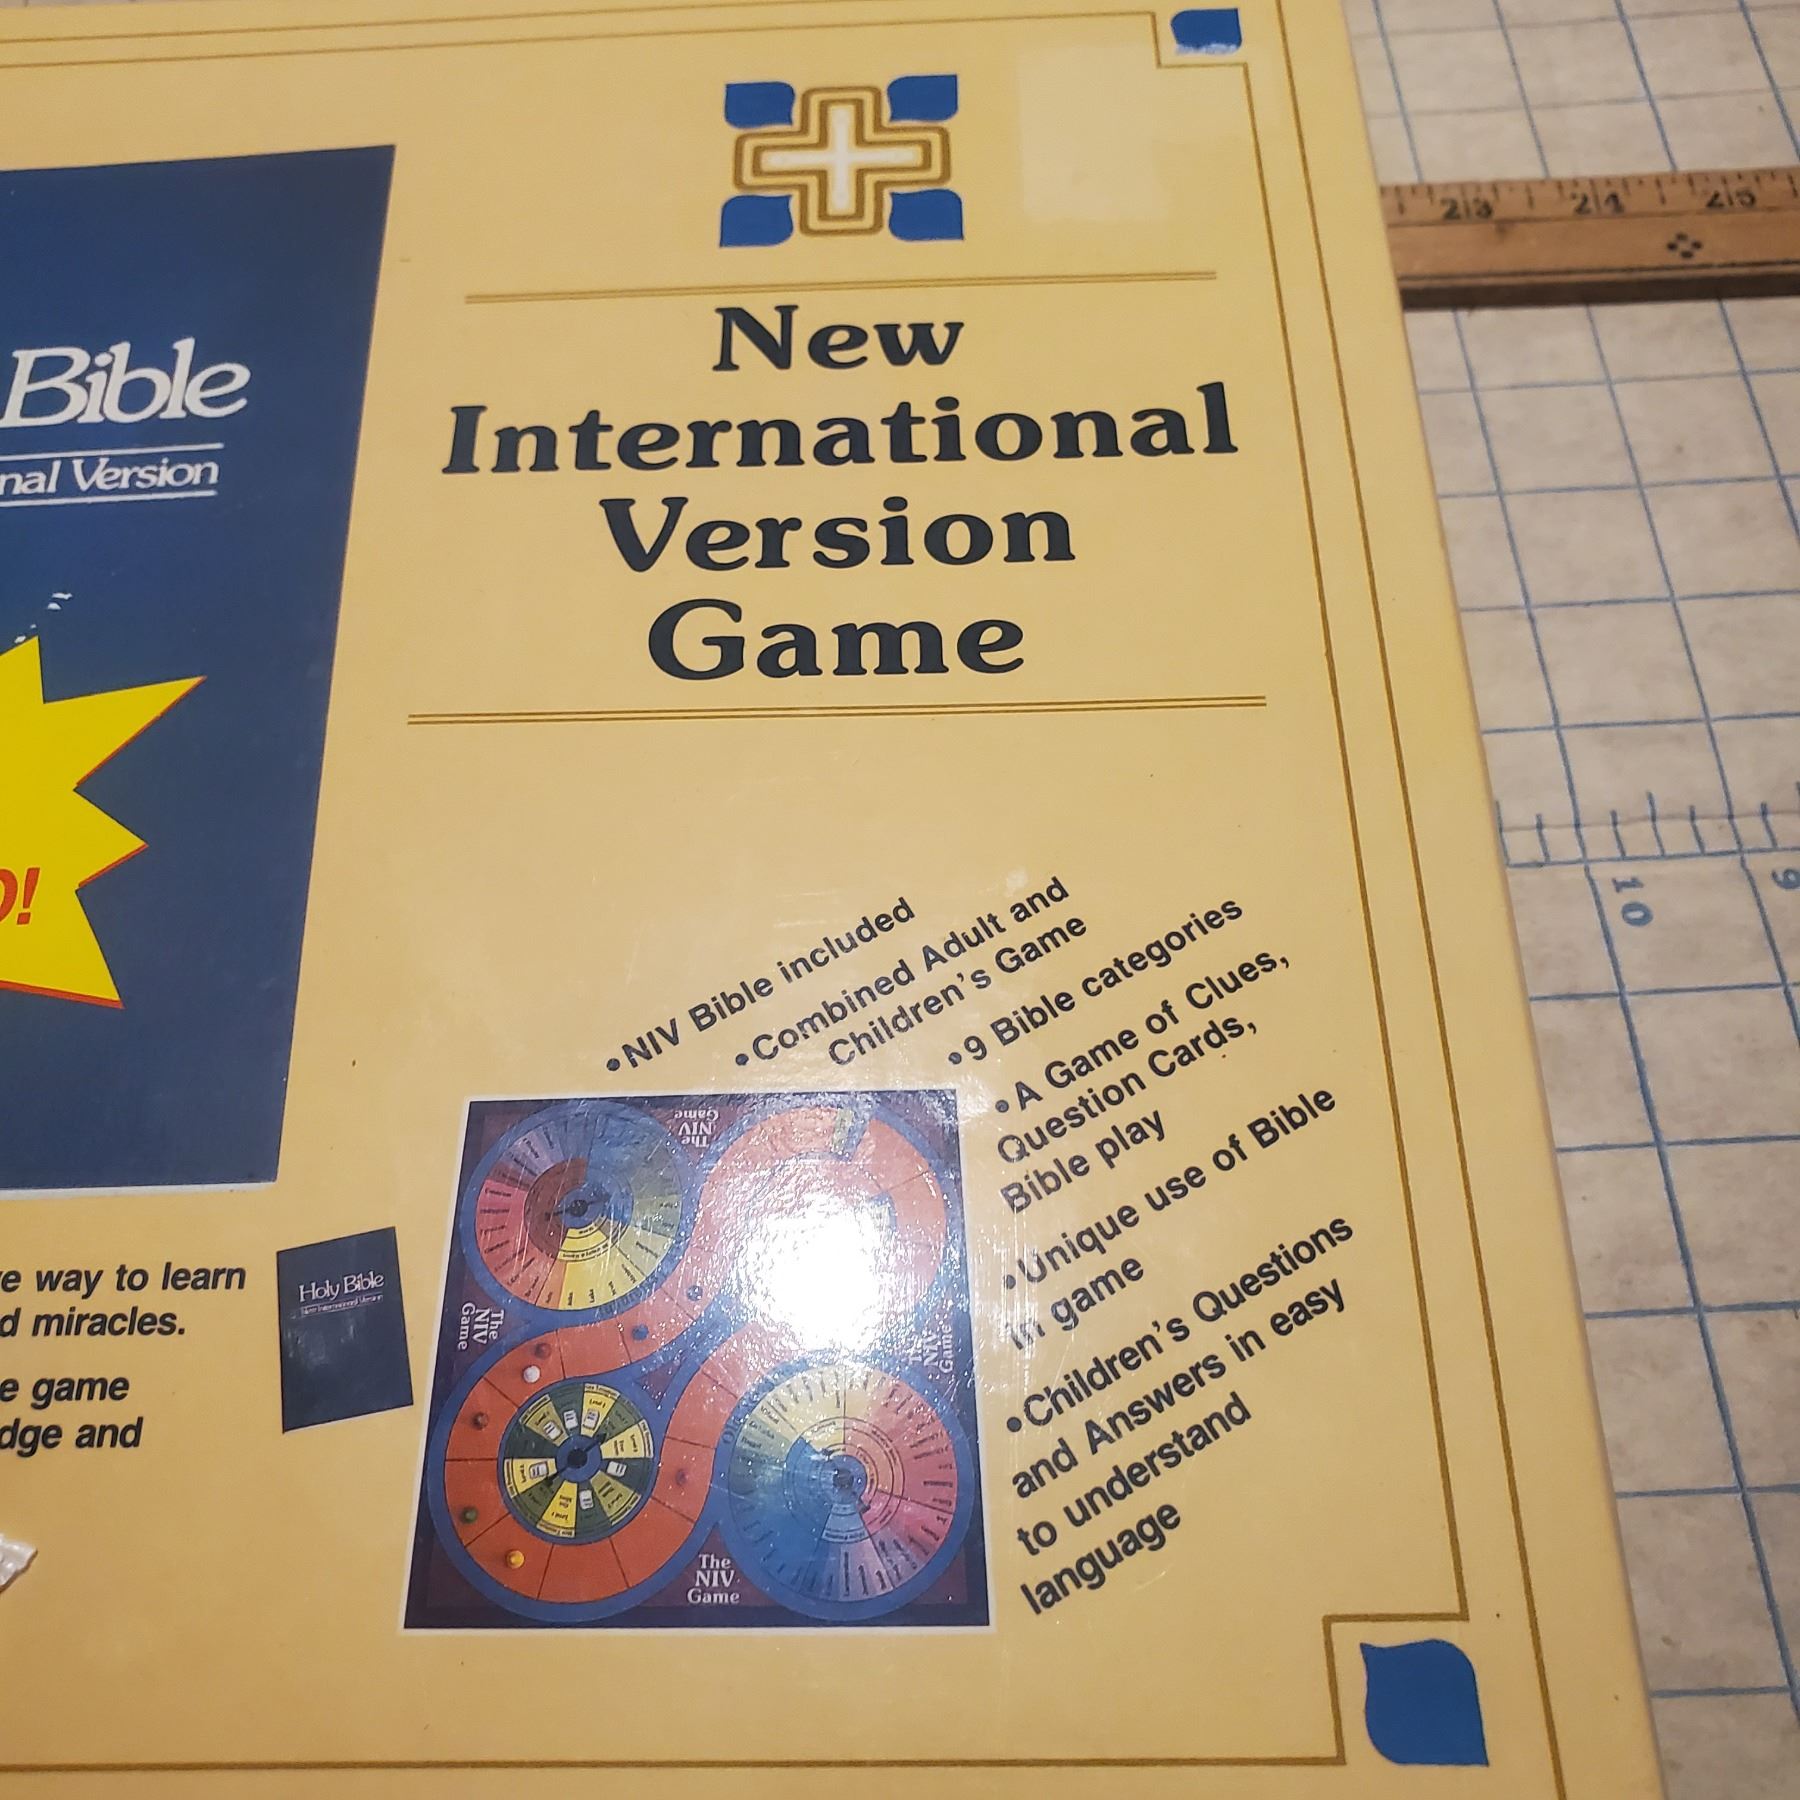 Bible
nal Version
O!
New
International
Version
Game
•NIV Bible included
•Combined Adult and
Children's Game
•9 Bible categories
•A Game of Clues,
Question Cards,
Bible play
•Unique use of Bible
in game
•Children's Questions
and Answers in easy
to understand
language
e way to learn
d miracles.
e game
dge and
Holy Bible
New International Version
The
NIV
Game
The
NIV
Game
The
NIV
Game
The
NIV
Game
23
24
25
10
9